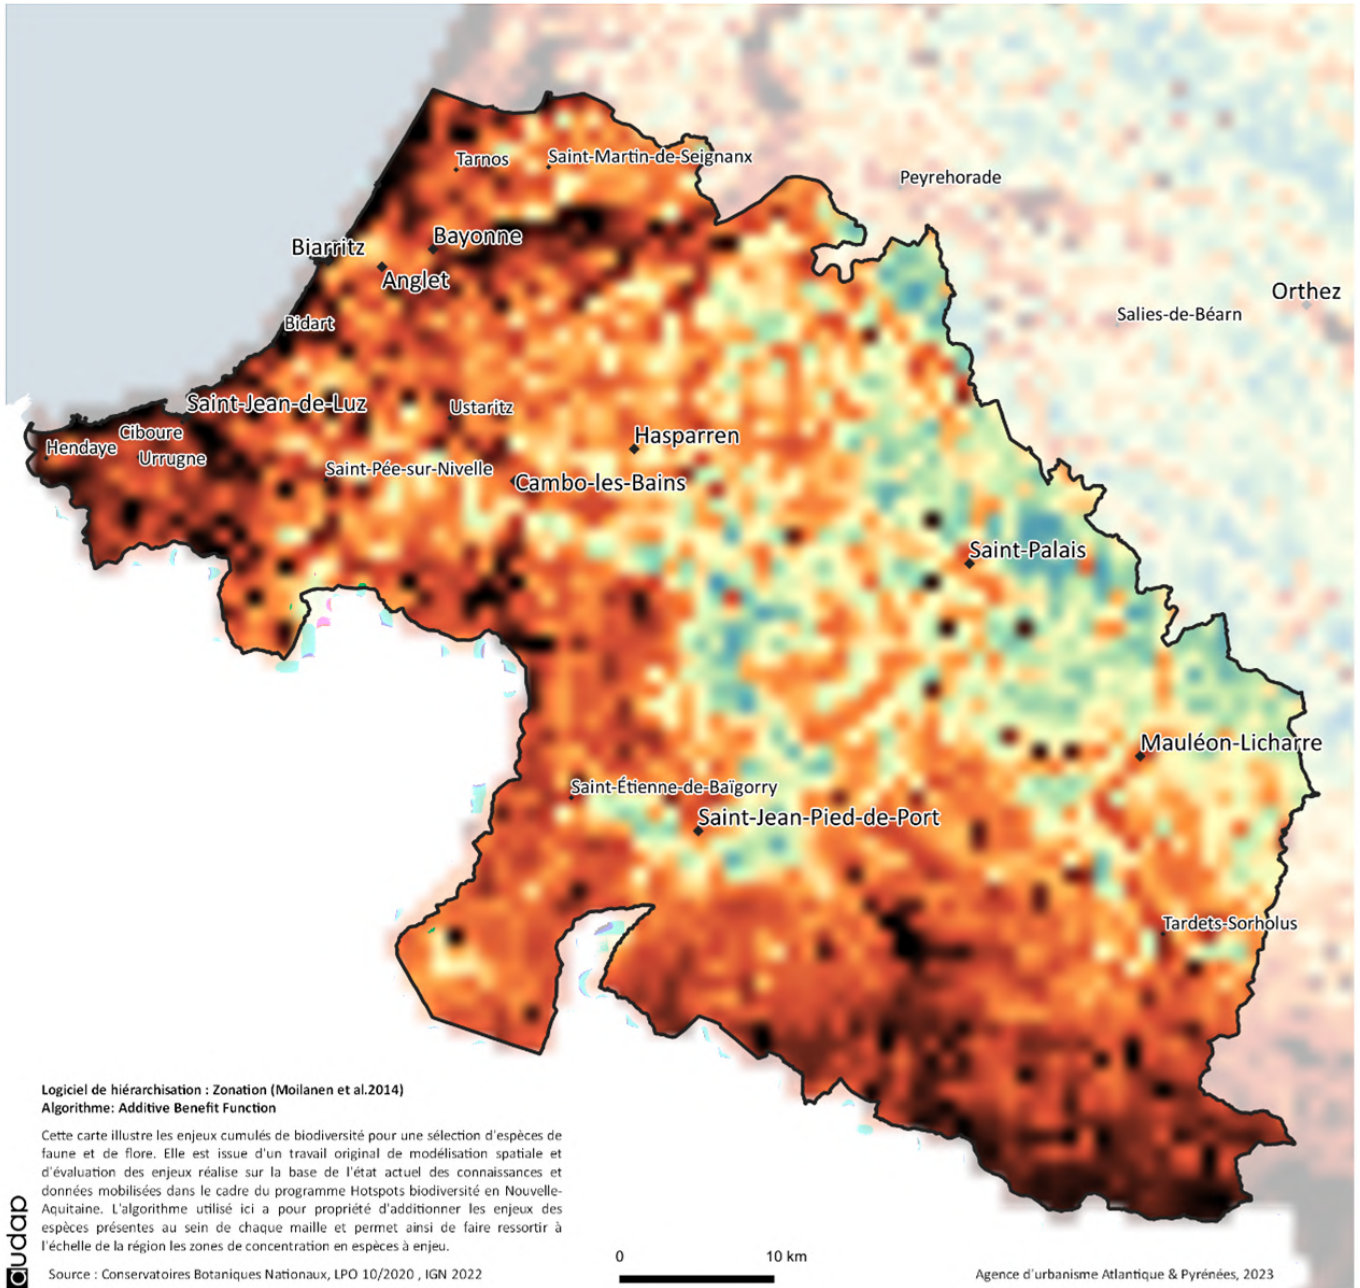 Tarnos
Saint-Martin-de-Seignanx
Peyrehorade
Biarritz
Bayonne
Anglet
Orthez
Salies-de-Béarn
Bidart
Saint-Jean-de-Luz
Ustaritz
Ciboure
Hendaye
Urrugne
Hasparren
Saint-Pée-sur-Nivelle
Cambo-les-Bains
Saint-Palais
Mauléon-Licharre
Saint-Étienne-de-Baïgorry
Saint-Jean-Pied-de-Port
Tardets-Sorholus
Logiciel de hiérarchisation : Zonation (Moilanen et al.2014)
Algorithme: Additive Benefit Function
Cette carte illustre les enjeux cumulés de biodiversité pour une sélection d'espèces de
faune et de flore. Elle est issue d'un travail original de modélisation spatiale et
d'évaluation des enjeux réalise sur la base de l'état actuel des connaissances et
données mobilisées dans le cadre du programme Hotspots biodiversité en Nouvelle-
Aquitaine. L'algorithme utilisé ici a pour propriété d'additionner les enjeux des
espèces présentes au sein de chaque maille et permet ainsi de faire ressortir à
l'échelle de la région les zones de concentration en espèces à enjeu.
audap
Source : Conservatoires Botaniques Nationaux, LPO 10/2020 , IGN 2022
0 10 km
Agence d'urbanisme Atlantique & Pyrénées, 2023